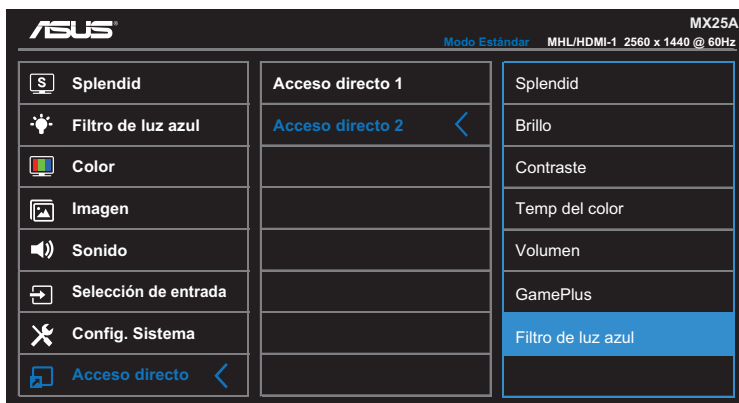 ASUS
MX25A
Modo Estándar MHL/HDMI-1 2560 x 1440 @ 60Hz
S Splendid
Filtro de luz azul
Color
Imagen
Sonido
Selección de entrada
Config. Sistema
Acceso directo
Acceso directo 1
Acceso directo 2
Splendid
Brillo
Contraste
Temp del color
Volumen
GamePlus
Filtro de luz azul